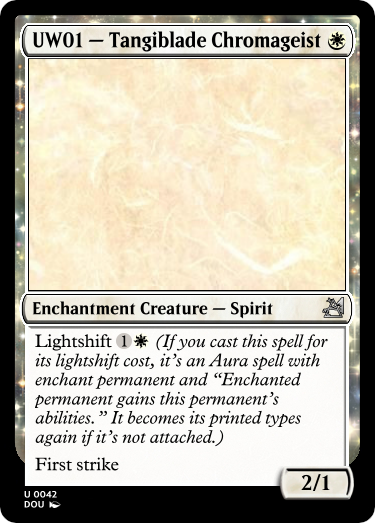 UW01 — Tangiblade Chromageist
Enchantment Creature — Spirit
Lightshift 1 (If you cast this spell for
its lightshift cost, it's an Aura spell with
enchant permanent and “Enchanted
permanent gains this permanent's
abilities.” It becomes its printed types
again if it's not attached.)
First strike
2/1
U 0042
DOU